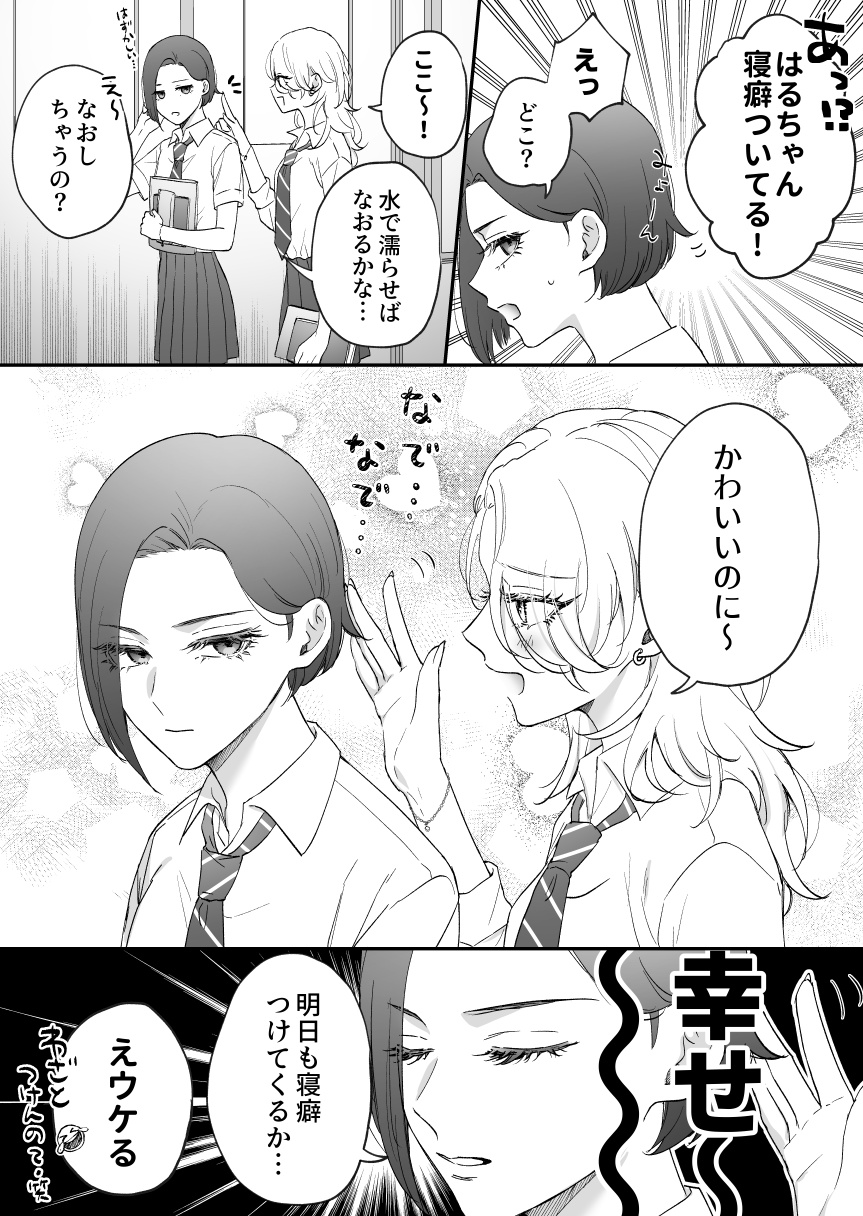 あっ!?
はるちゃん
寝癖ついてる！
えっ
どこ？
みょーん
ここ〜！
水で濡らせば
なおるかな…
え〜
なおし
ちゃうの？
はずかしい…
かわいいのに〜
なで…
なで…
幸せ〜
明日も寝癖
つけてくるか…
えウケる
わざと
つけんのて笑